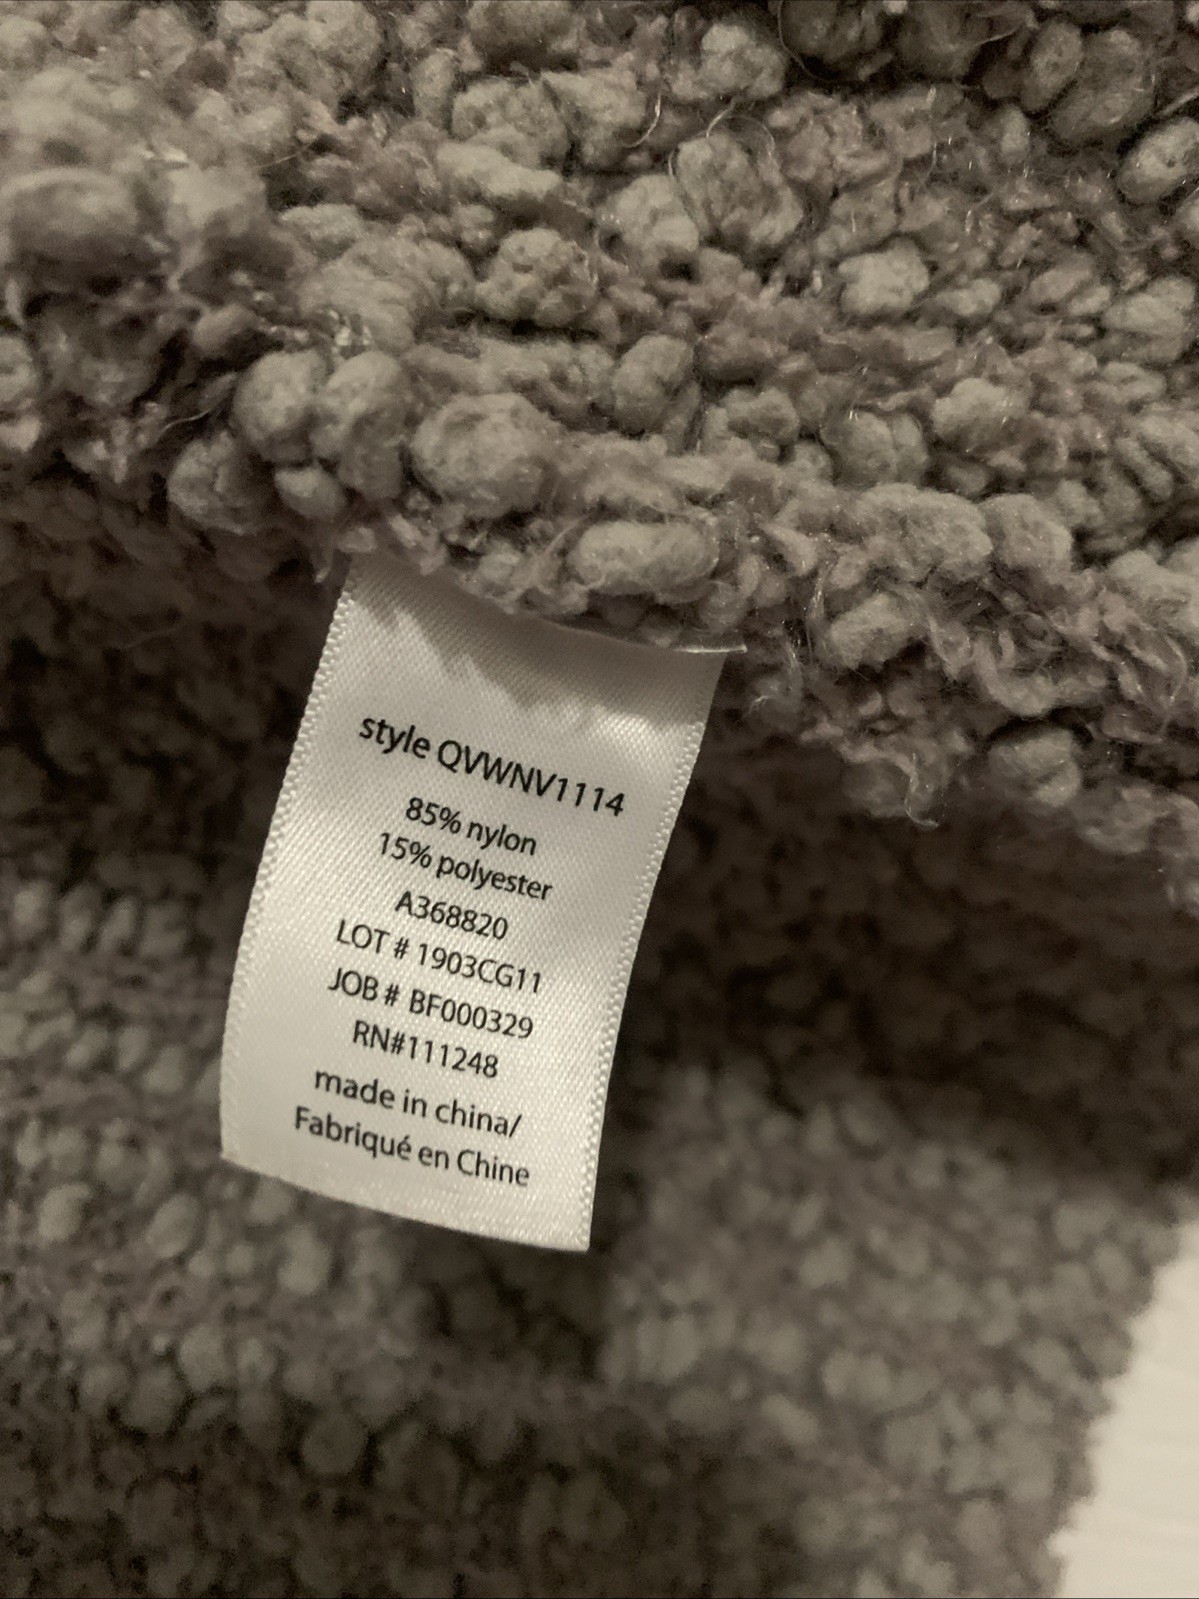 style QVWNV1114
85% nylon
15% polyester
A368820
LOT # 1903CG11
JOB # BF000329
RN#111248
made in china/
Fabriqué en Chine